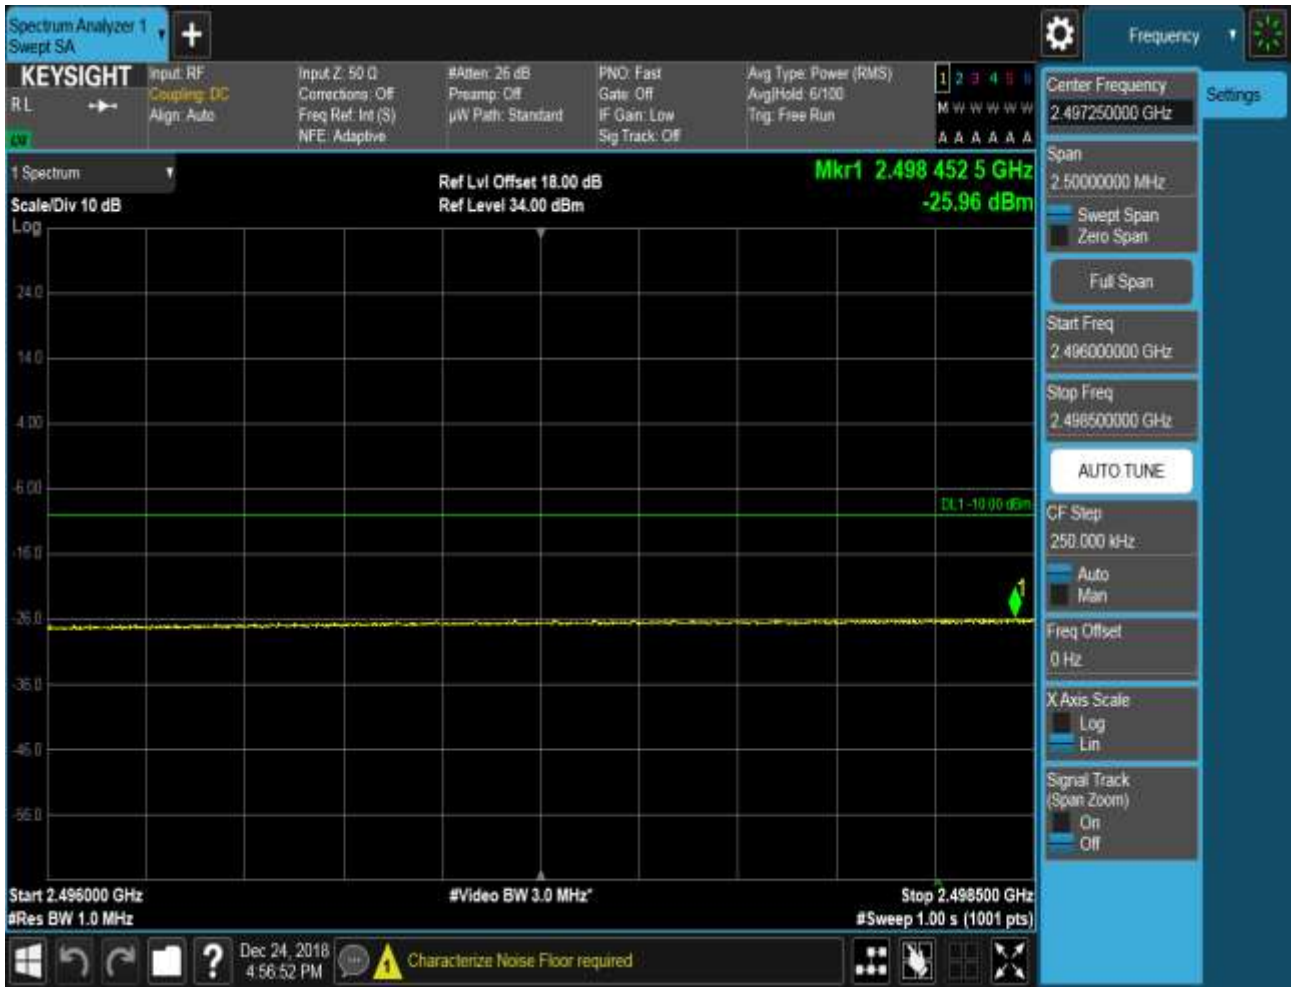 Spectrum Analyzer 1
Swept SA
+
Frequency
KEYSIGHT
RL
Input: RF
Coupling: DC
Align: Auto
Input Z: 50 Ω
Corrections: Off
Freq Ref: Int (S)
NFE: Adaptive
#Atten: 26 dB
Preamp: Off
µW Path: Standard
PNO: Fast
Gate: Off
IF Gain: Low
Sig Track: Off
Avg Type: Power (RMS)
Avg|Hold: 6/100
Trig: Free Run
1 2 3 4 5 6
M W W W W W
A A A A A A
1 Spectrum
Scale/Div 10 dB
Log
Ref Lvl Offset 18.00 dB
Ref Level 34.00 dBm
Mkr1 2.498 452 5 GHz
-25.96 dBm
24.0
14.0
4.00
-6.00
-16.0
-26.0
-36.0
-46.0
-56.0
DL1 -10.00 dBm
1
Start 2.496000 GHz
#Res BW 1.0 MHz
#Video BW 3.0 MHz*
Stop 2.498500 GHz
#Sweep 1.00 s (1001 pts)
Center Frequency
2.497250000 GHz
Settings
Span
2.50000000 MHz
Swept Span
Zero Span
Full Span
Start Freq
2.496000000 GHz
Stop Freq
2.498500000 GHz
AUTO TUNE
CF Step
250.000 kHz
Auto
Man
Freq Offset
0 Hz
X Axis Scale
Log
Lin
Signal Track
(Span Zoom)
On
Off
?
Dec 24, 2018
4:56:52 PM
1
Characterize Noise Floor required